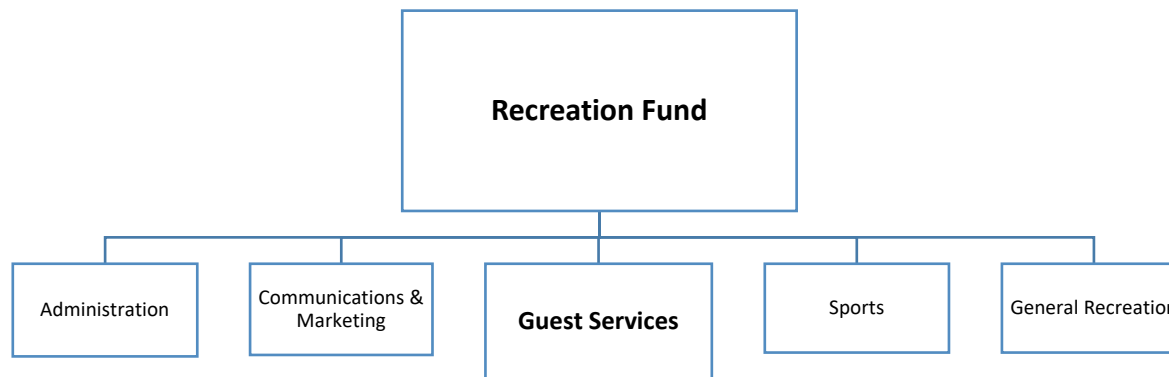 Recreation Fund
Administration
Communications &
Marketing
Guest Services
Sports
General Recreation